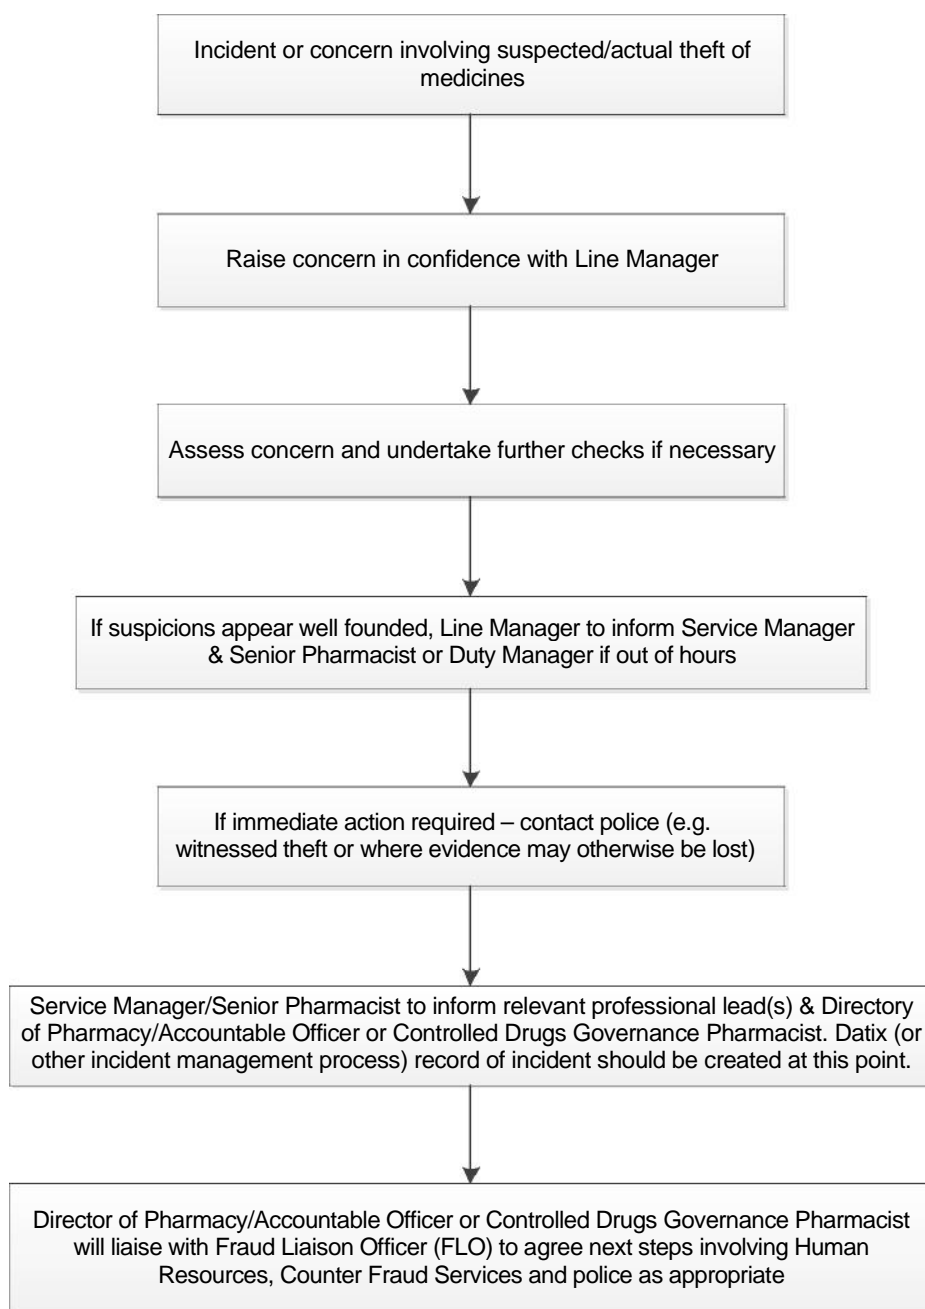 Incident or concern involving suspected/actual theft of
medicines
Raise concern in confidence with Line Manager
Assess concern and undertake further checks if necessary
If suspicions appear well founded, Line Manager to inform Service Manager
& Senior Pharmacist or Duty Manager if out of hours
If immediate action required – contact police (e.g.
witnessed theft or where evidence may otherwise be lost)
Service Manager/Senior Pharmacist to inform relevant professional lead(s) & Directory
of Pharmacy/Accountable Officer or Controlled Drugs Governance Pharmacist. Datix (or
other incident management process) record of incident should be created at this point.
Director of Pharmacy/Accountable Officer or Controlled Drugs Governance Pharmacist
will liaise with Fraud Liaison Officer (FLO) to agree next steps involving Human
Resources, Counter Fraud Services and police as appropriate